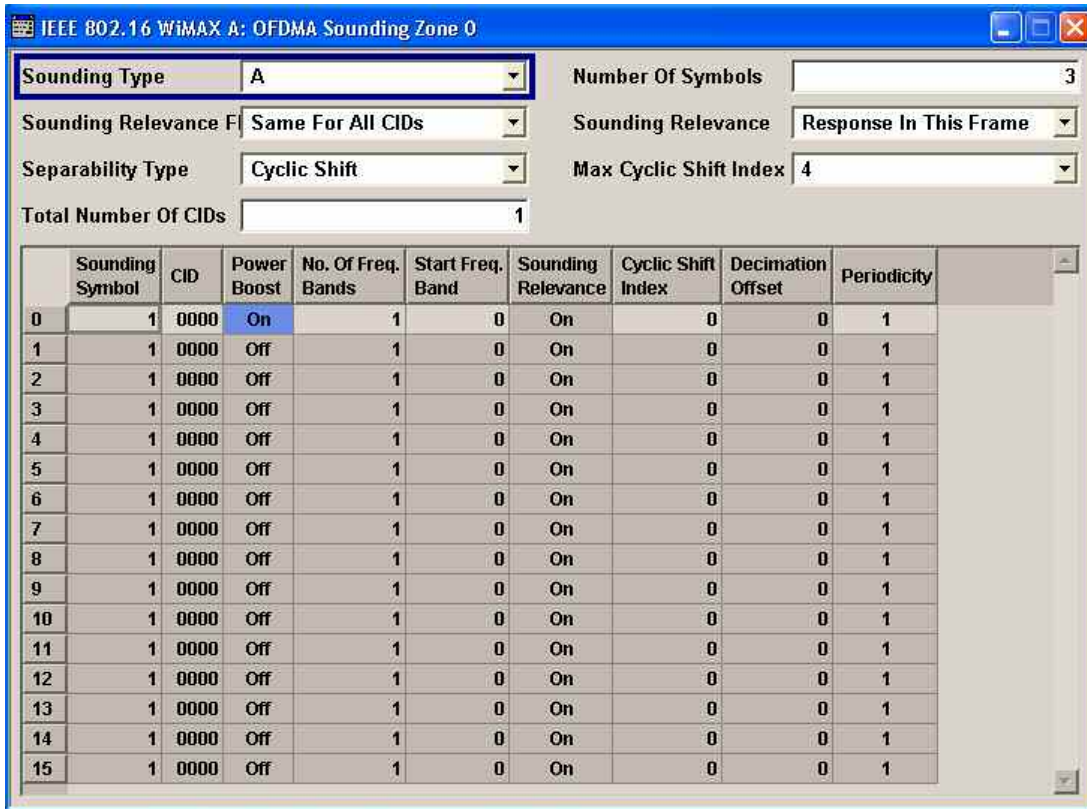 IEEE 802.16 WiMAX A: OFDMA Sounding Zone 0
Sounding Type A Number Of Symbols 3
Sounding Relevance Fl Same For All CIDs Sounding Relevance Response In This Frame
Separability Type Cyclic Shift Max Cyclic Shift Index 4
Total Number Of CIDs 1
Sounding Symbol CID Power Boost No. Of Freq. Bands Start Freq. Band Sounding Relevance Cyclic Shift Index Decimation Offset Periodicity
0 1 0000 On 1 0 On 0 0 1
1 1 0000 Off 1 0 On 0 0 1
2 1 0000 Off 1 0 On 0 0 1
3 1 0000 Off 1 0 On 0 0 1
4 1 0000 Off 1 0 On 0 0 1
5 1 0000 Off 1 0 On 0 0 1
6 1 0000 Off 1 0 On 0 0 1
7 1 0000 Off 1 0 On 0 0 1
8 1 0000 Off 1 0 On 0 0 1
9 1 0000 Off 1 0 On 0 0 1
10 1 0000 Off 1 0 On 0 0 1
11 1 0000 Off 1 0 On 0 0 1
12 1 0000 Off 1 0 On 0 0 1
13 1 0000 Off 1 0 On 0 0 1
14 1 0000 Off 1 0 On 0 0 1
15 1 0000 Off 1 0 On 0 0 1